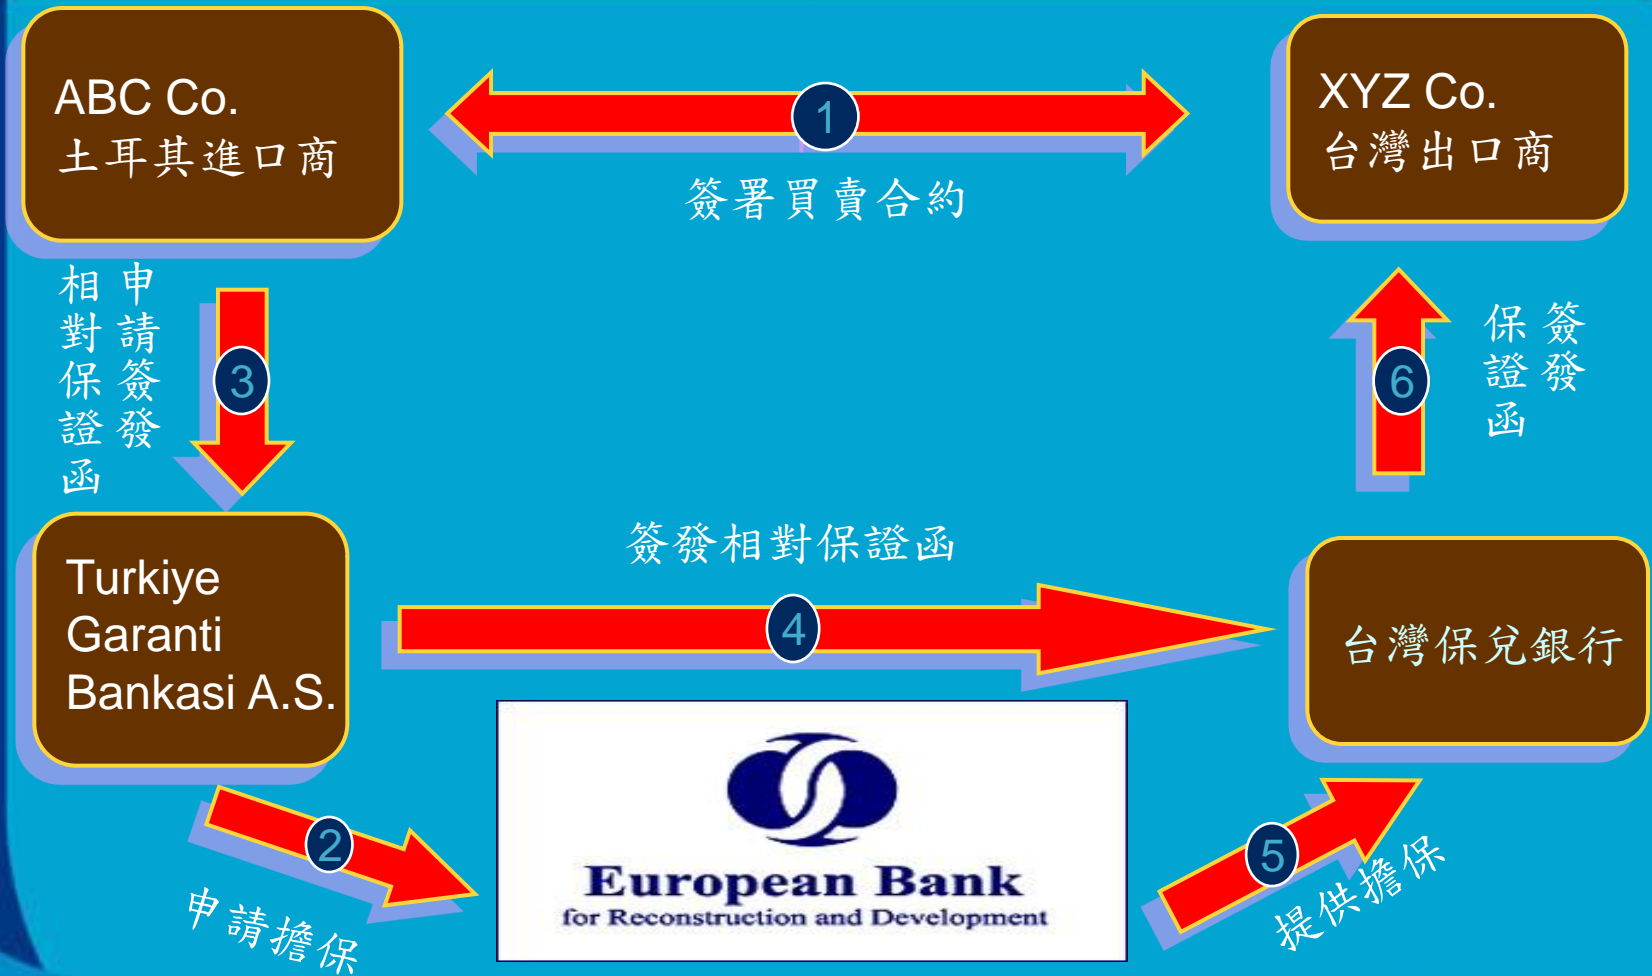 ABC Co.
土耳其進口商
1
簽署買賣合約
XYZ Co.
台灣出口商
申請簽發
相對保證函
3
6
簽發
保證函
Turkiye
Garanti
Bankasi A.S.
簽發相對保證函
4
台灣保兌銀行
2
申請擔保
European Bank
for Reconstruction and Development
5
提供擔保